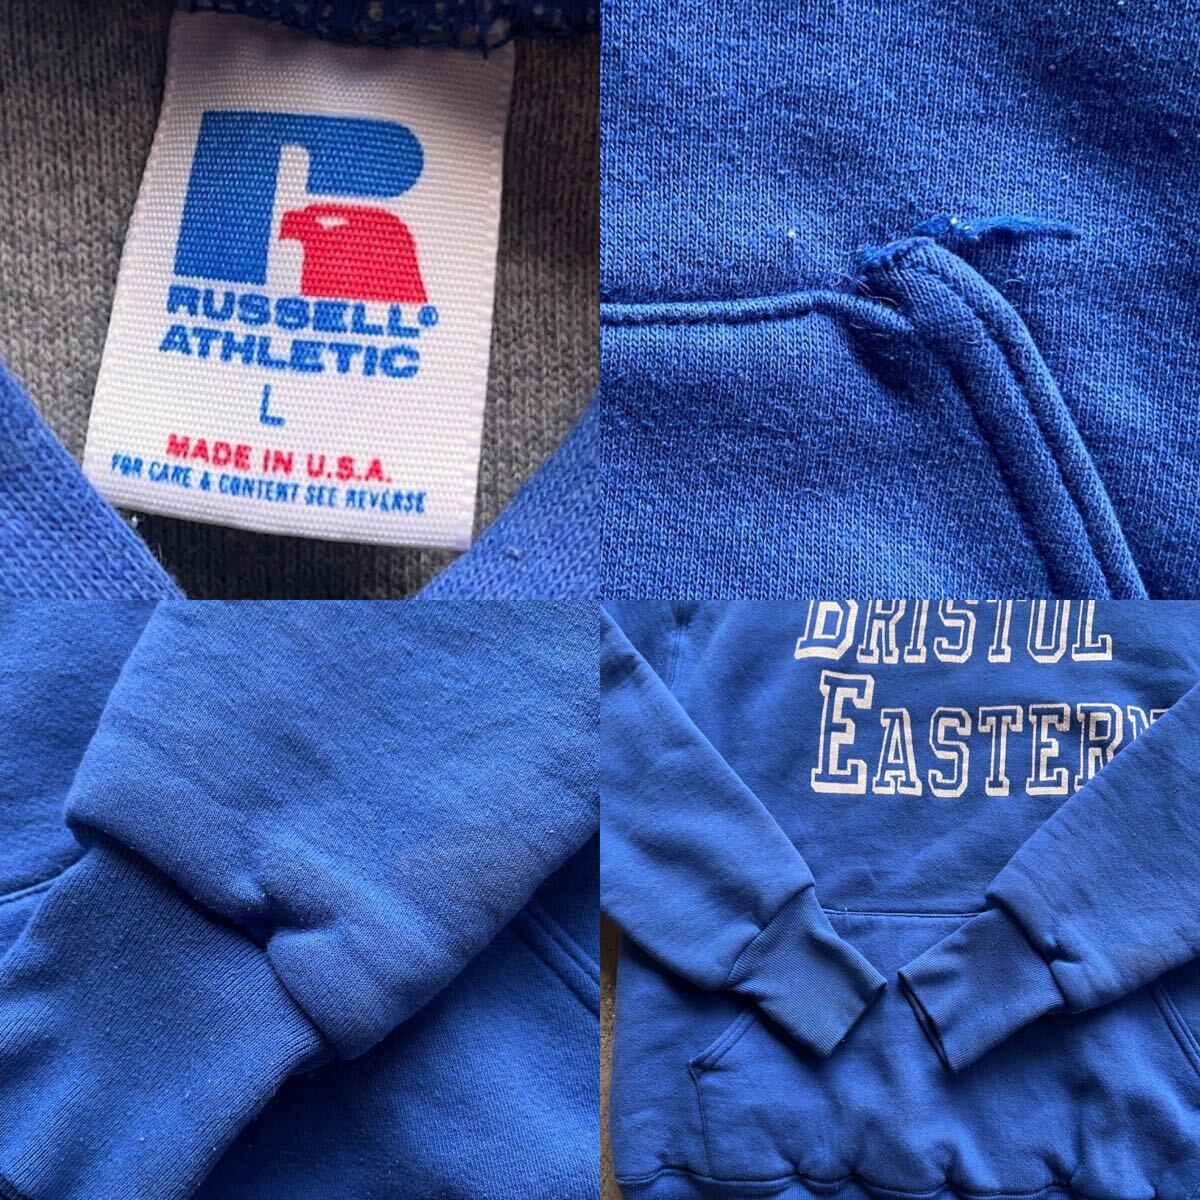 RUSSELL®
ATHLETIC
L
MADE IN U.S.A.
FOR CARE & CONTENT SEE REVERSE
BRISTOL
EASTERN